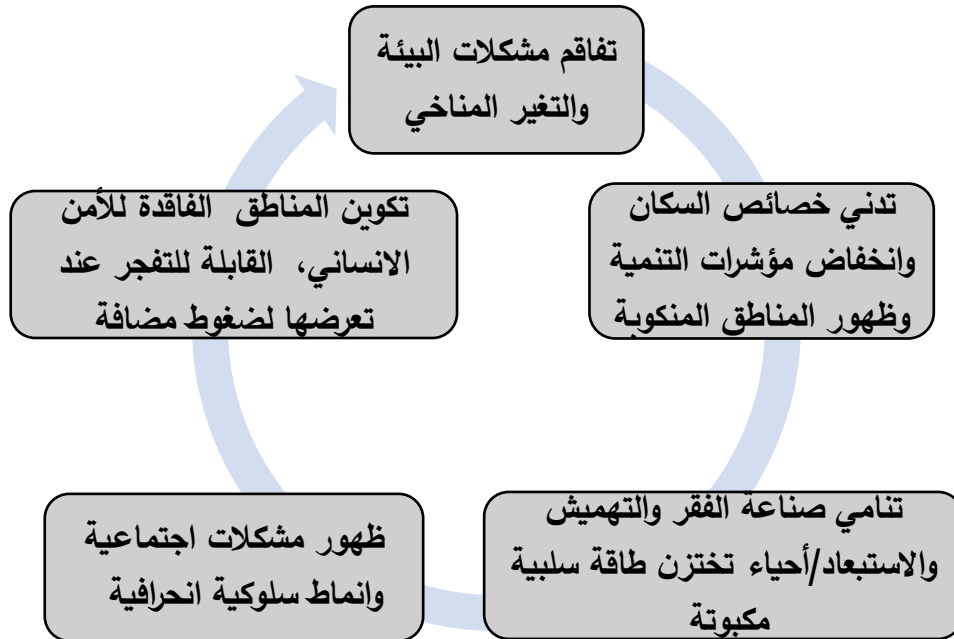 تفاقم مشكلات البيئة
والتغير المناخي
تدني خصائص السكان
وانخفاض مؤشرات التنمية
وظهور المناطق المنكوبة
تنامي صناعة الفقر والتهميش
والاستبعاد/أحياء تختزن طاقة سلبية
مكبوتة
ظهور مشكلات اجتماعية
وانماط سلوكية انحرافية
تكوين المناطق الفاقدة للأمن
الانساني، القابلة للتفجر عند
تعرضها لضغوط مضافة